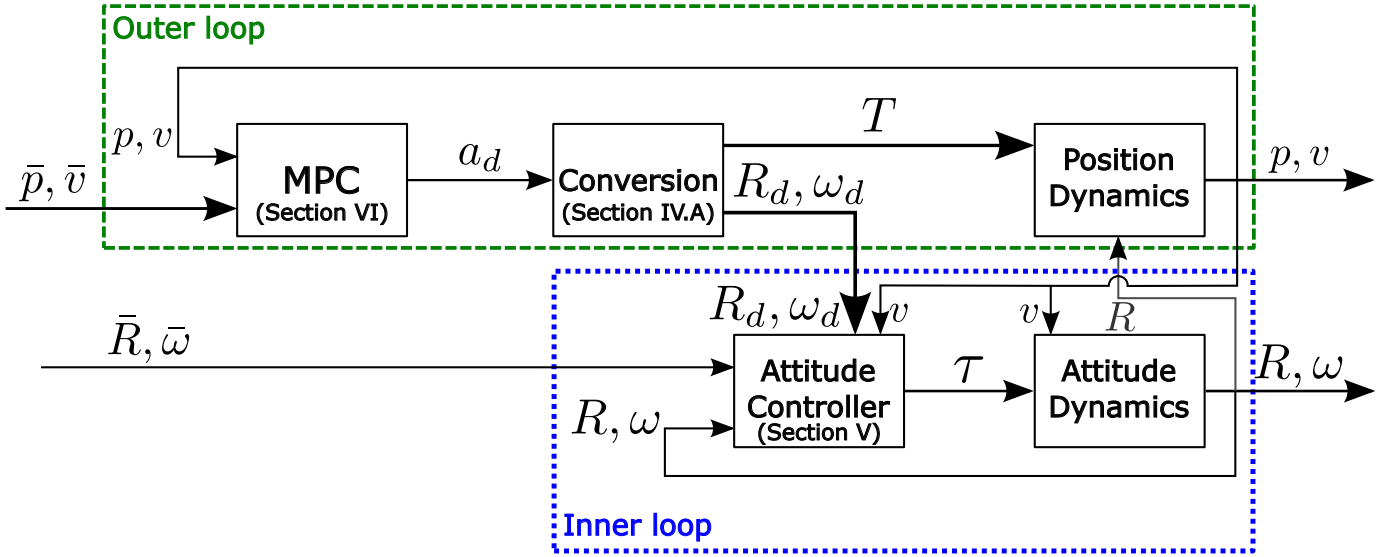 Outer loop
p, v
p̄, v̄
MPC
(Section VI)
a_d
Conversion
(Section IV.A)
T
R_d, ω_d
Position
Dynamics
p, v
R_d, ω_d
v
v
R
R̄, ω̄
Attitude
Controller
(Section V)
τ
Attitude
Dynamics
R, ω
R, ω
Inner loop